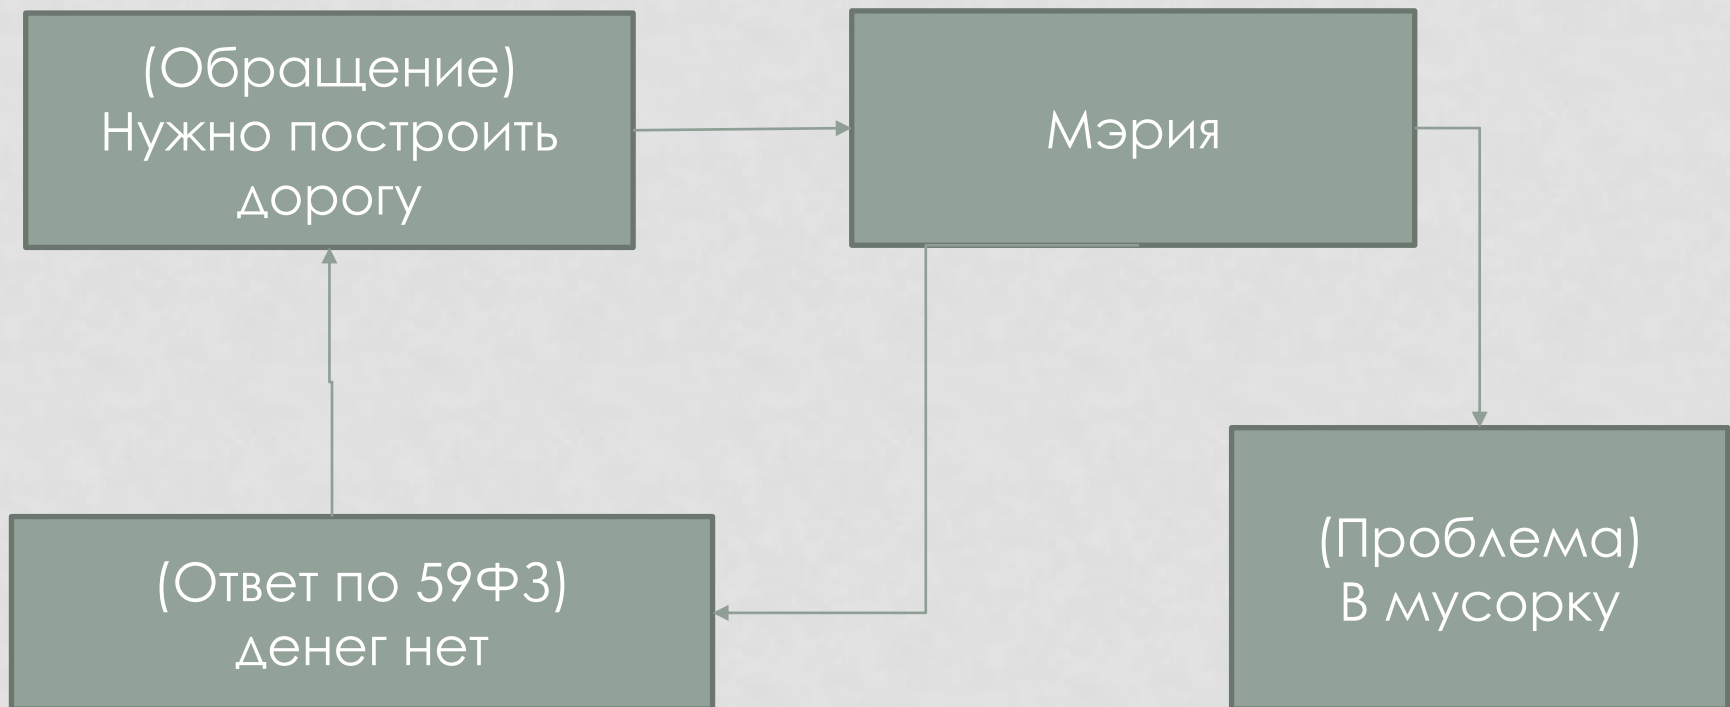 (Обращение)
Нужно построить
дорогу
Мэрия
(Ответ по 59ФЗ)
денег нет
(Проблема)
В мусорку